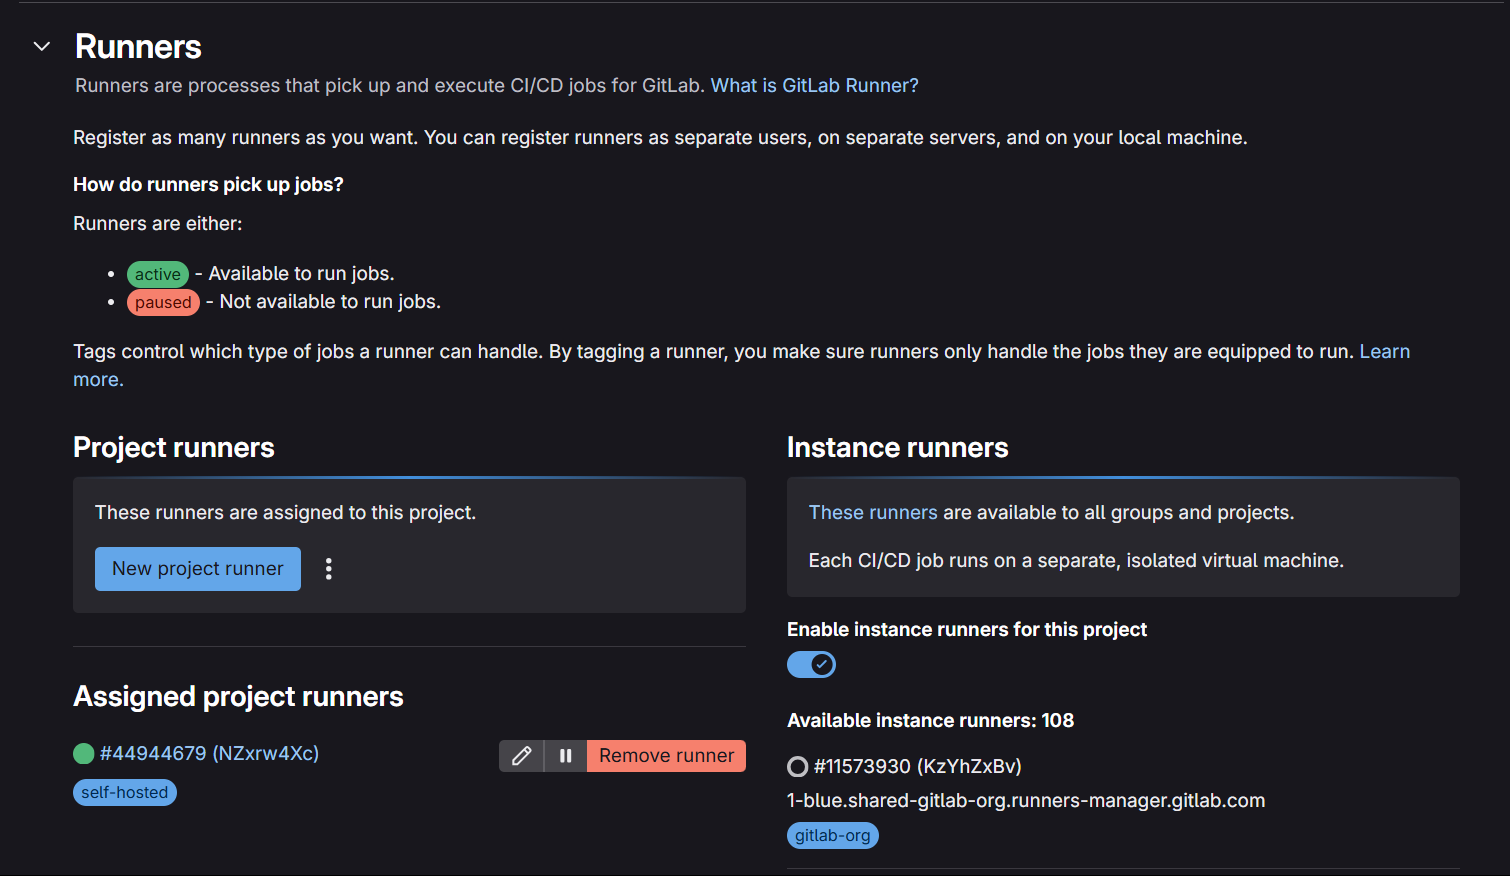 Runners
Runners are processes that pick up and execute CI/CD jobs for GitLab. What is GitLab Runner?
Register as many runners as you want. You can register runners as separate users, on separate servers, and on your local machine.
How do runners pick up jobs?
Runners are either:
active - Available to run jobs.
paused - Not available to run jobs.
Tags control which type of jobs a runner can handle. By tagging a runner, you make sure runners only handle the jobs they are equipped to run. Learn
more.
Project runners
These runners are assigned to this project.
New project runner
Assigned project runners
#44944679 (NZxrw4Xc)
Remove runner
self-hosted
Instance runners
These runners are available to all groups and projects.
Each CI/CD job runs on a separate, isolated virtual machine.
Enable instance runners for this project
Available instance runners: 108
#11573930 (KzYhZxBv)
1-blue.shared-gitlab-org.runners-manager.gitlab.com
gitlab-org